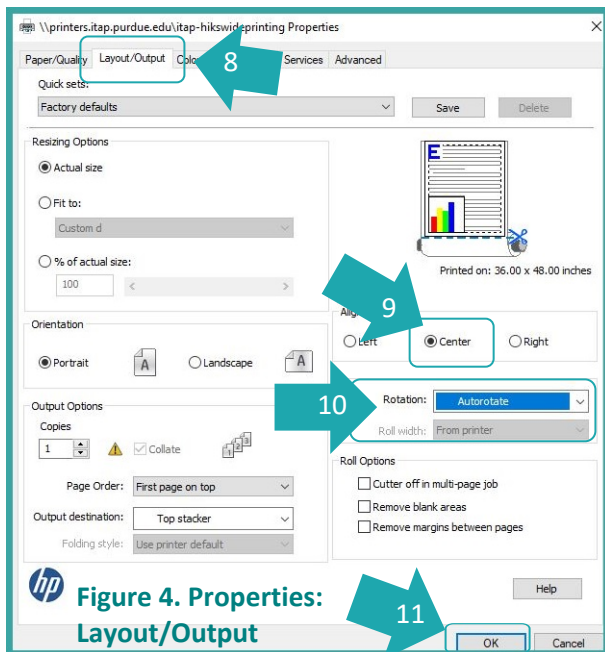 \\printers.itap.purdue.edu\itap-hikswideprinting Properties
Paper/Quality Layout/Output Services Advanced
8
Quick sets:
Factory defaults Save Delete
Resizing Options
Actual size
Fit to:
Custom d
% of actual size:
100
E
Printed on: 36.00 x 48.00 inches
9
Left Center Right
Orientation
Portrait A Landscape A
10
Rotation: Autorotate
Roll width: From printer
Output Options
Copies
1 Collate
Page Order: First page on top
Output destination: Top stacker
Folding style: Use printer default
Roll Options
Cutter off in multi-page job
Remove blank areas
Remove margins between pages
hp
Help
Figure 4. Properties:
Layout/Output
11
OK Cancel